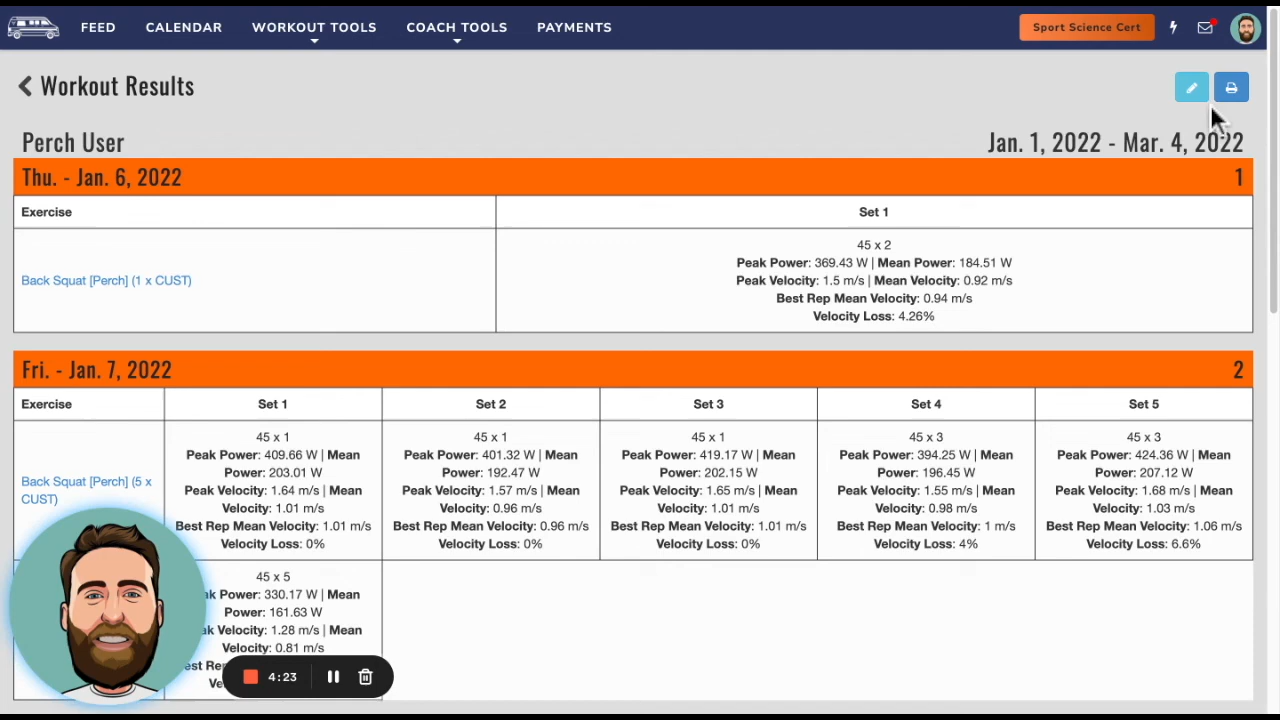 FEED CALENDAR WORKOUT TOOLS COACH TOOLS PAYMENTS Sport Science Cert
Workout Results
Perch User Jan. 1, 2022 - Mar. 4, 2022
Thu. - Jan. 6, 2022 1
Exercise Set 1
Back Squat [Perch] (1 x CUST)
45 x 2
Peak Power: 369.43 W | Mean Power: 184.51 W
Peak Velocity: 1.5 m/s | Mean Velocity: 0.92 m/s
Best Rep Mean Velocity: 0.94 m/s
Velocity Loss: 4.26%
Fri. - Jan. 7, 2022 2
Exercise Set 1 Set 2 Set 3 Set 4 Set 5
Back Squat [Perch] (5 x
CUST)
45 x 1
Peak Power: 409.66 W | Mean
Power: 203.01 W
Peak Velocity: 1.64 m/s | Mean
Velocity: 1.01 m/s
Best Rep Mean Velocity: 1.01 m/s
Velocity Loss: 0%
45 x 1
Peak Power: 401.32 W | Mean
Power: 192.47 W
Peak Velocity: 1.57 m/s | Mean
Velocity: 0.96 m/s
Best Rep Mean Velocity: 0.96 m/s
Velocity Loss: 0%
45 x 1
Peak Power: 419.17 W | Mean
Power: 202.15 W
Peak Velocity: 1.65 m/s | Mean
Velocity: 1.01 m/s
Best Rep Mean Velocity: 1.01 m/s
Velocity Loss: 0%
45 x 3
Peak Power: 394.25 W | Mean
Power: 196.45 W
Peak Velocity: 1.55 m/s | Mean
Velocity: 0.98 m/s
Best Rep Mean Velocity: 1 m/s
Velocity Loss: 4%
45 x 3
Peak Power: 424.36 W | Mean
Power: 207.12 W
Peak Velocity: 1.68 m/s | Mean
Velocity: 1.03 m/s
Best Rep Mean Velocity: 1.06 m/s
Velocity Loss: 6.6%
45 x 5
Power: 330.17 W | Mean
Power: 161.63 W
Velocity: 1.28 m/s | Mean
Velocity: 0.81 m/s
4:23